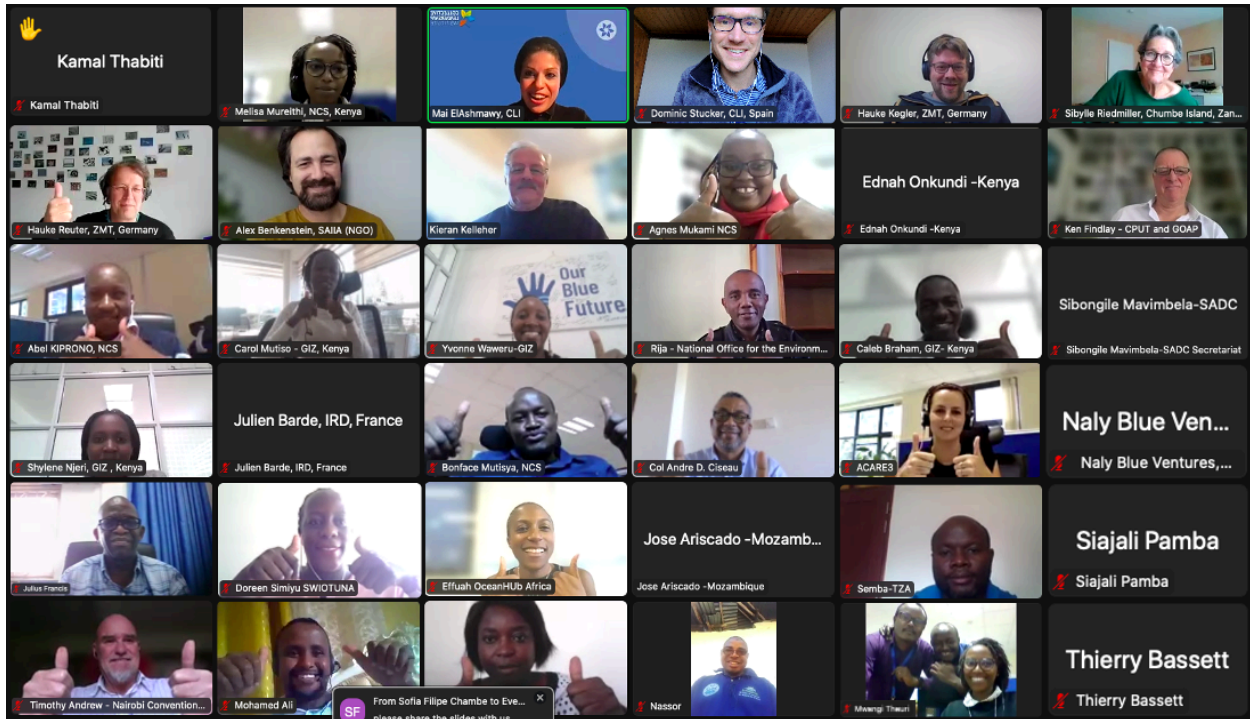 Kamal Thabiti
Kamal Thabiti
Melisa Mureithi, NCS, Kenya
Mai ElAshmawy, CLI
Dominic Stucker, CLI, Spain
Hauke Kegler, ZMT, Germany
Sibylle Riedmiller, Chumbe Island, Zan...
Hauke Reuter, ZMT, Germany
Alex Benkenstein, SAIIA (NGO)
Kieran Kelleher
Agnes Mukami NCS
Ednah Onkundi -Kenya
Ednah Onkundi -Kenya
Ken Findlay - CPUT and GOAP
Abel KIPRONO, NCS
Carol Mutiso - GIZ, Kenya
Our
Blue
Future
Yvonne Waweru-GIZ
Rija - National Office for the Environm...
Caleb Braham, GIZ- Kenya
Sibongile Mavimbela-SADC
Sibongile Mavimbela-SADC Secretariat
Shylene Njeri, GIZ , Kenya
Julien Barde, IRD, France
Julien Barde, IRD, France
Bonface Mutisya, NCS
Col Andre D. Ciseau
ACARE3
Naly Blue Ven...
Naly Blue Ventures,...
Julius Francis
Doreen Simiyu SWIOTUNA
Effuah OceanHUb Africa
Jose Ariscado -Mozamb...
Jose Ariscado -Mozambique
Semba-TZA
Siajali Pamba
Siajali Pamba
Timothy Andrew - Nairobi Convention...
Mohamed Ali
SF
From Sofia Filipe Chambe to Eve...
please share the slides with us
Nassor
Mwangi Theuri
Thierry Bassett
Thierry Bassett